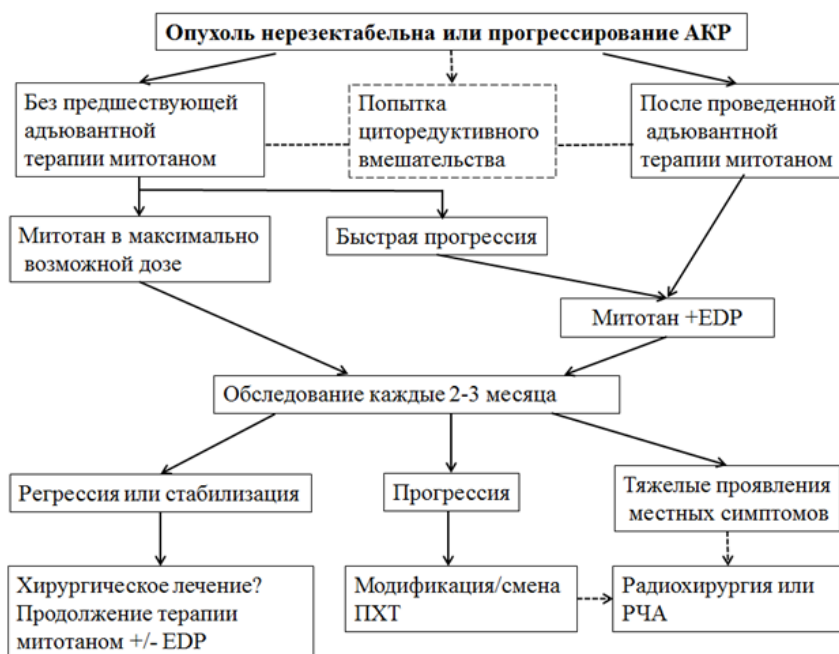 Опухоль нерезектабельна или прогрессирование АКР
Без предшествующей
адъювантной
терапии митотаном
Попытка
циторедуктивного
вмешательства
После проведенной
адъювантной
терапии митотаном
Митотан в максимально
возможной дозе
Быстрая прогрессия
Митотан +EDP
Обследование каждые 2-3 месяца
Регрессия или стабилизация
Прогрессия
Тяжелые проявления
местных симптомов
Хирургическое лечение?
Продолжение терапии
митотаном +/- EDP
Модификация/смена
ПХТ
Радиохирургия или
РЧА